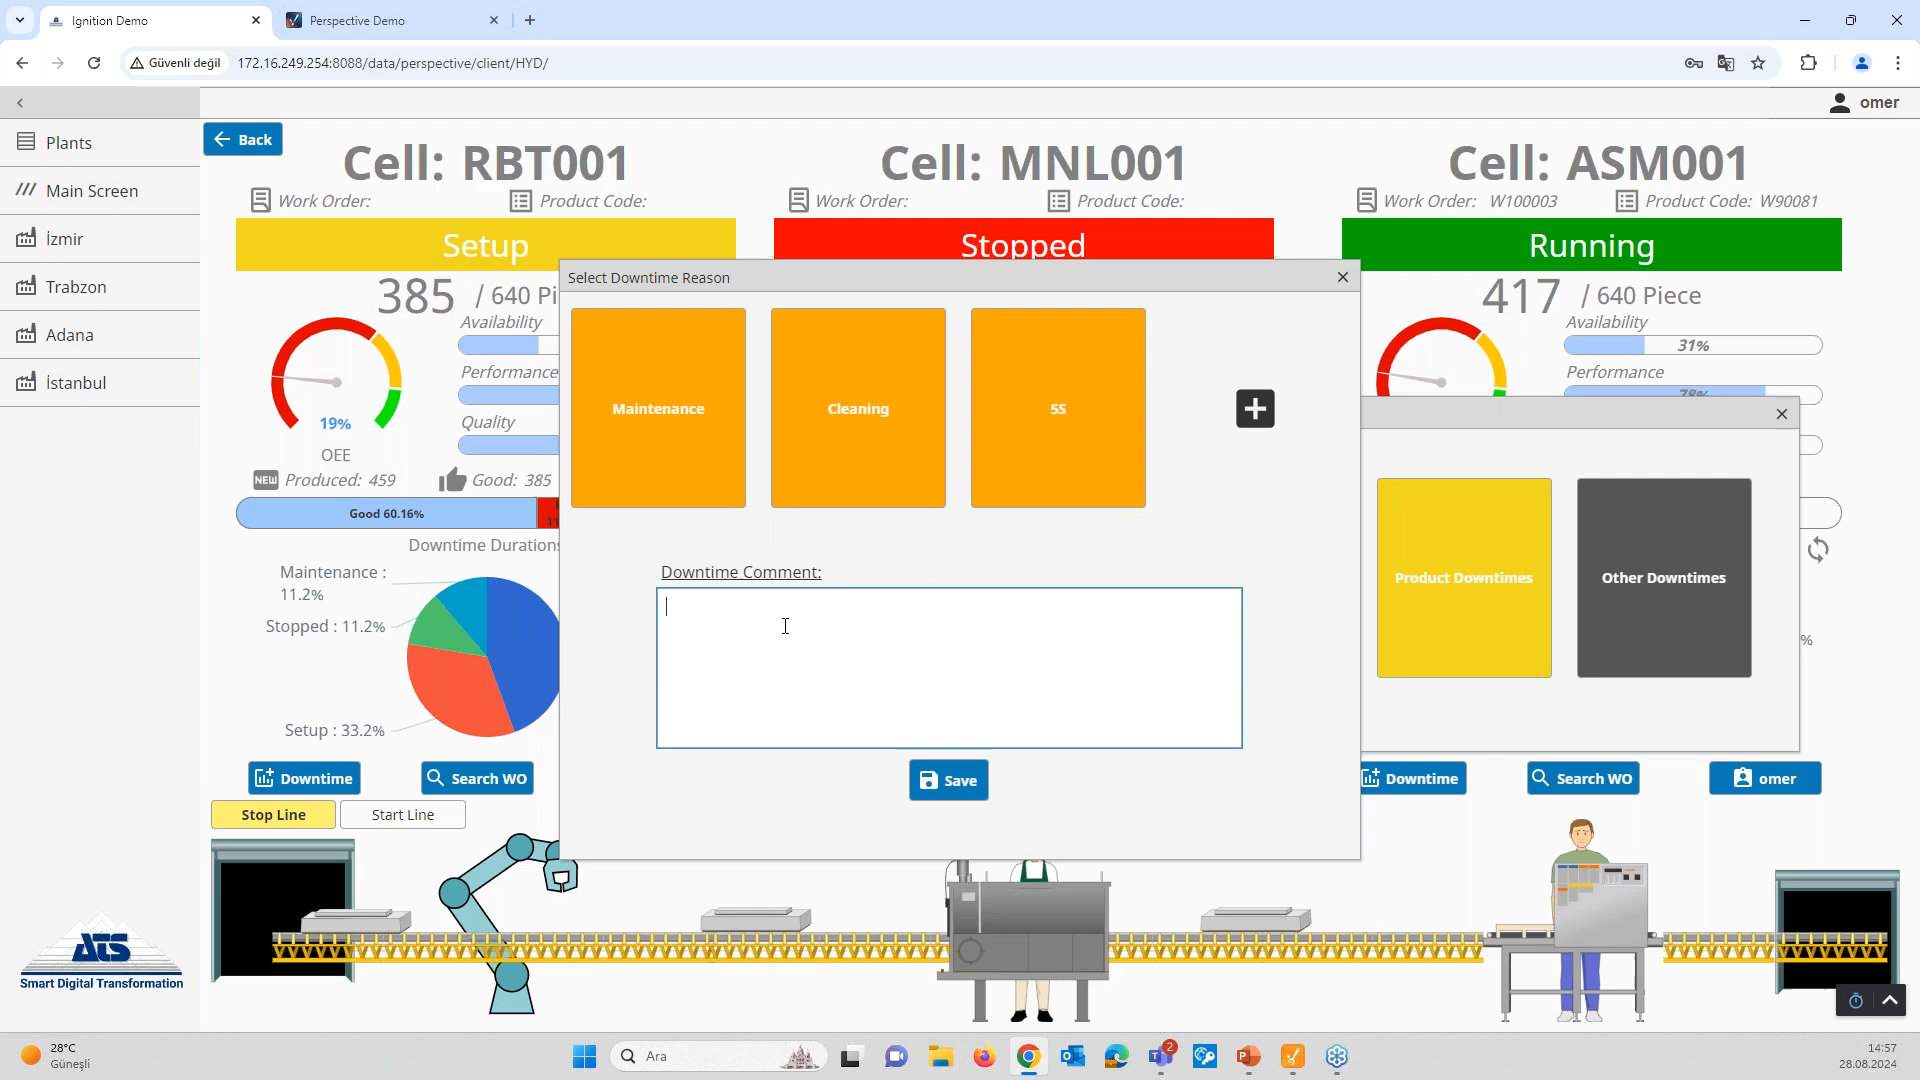 Ignition Demo
Perspective Demo
Güvenli değil
172.16.249.254:8088/data/perspective/client/HYD/
omer
Plants
Main Screen
İzmir
Trabzon
Adana
İstanbul
Back
Cell: RBT001
Work Order:
Product Code:
Setup
385 / 640 Pi
Availability
Performance
Quality
19%
OEE
NEW Produced: 459
Good: 385
Good 60.16%
Downtime Durations
Maintenance :
11.2%
Stopped : 11.2%
Setup : 33.2%
Downtime
Search WO
Stop Line
Start Line
Cell: MNL001
Work Order:
Product Code:
Stopped
Cell: ASM001
Work Order: W100003
Product Code: W90081
Running
417 / 640 Piece
Availability
31%
Performance
78%
Select Downtime Reason
Maintenance
Cleaning
5S
Downtime Comment:
Save
Product Downtimes
Other Downtimes
%
Downtime
Search WO
omer
ATS
Smart Digital Transformation
28°C
Güneşli
Ara
2
14:57
28.08.2024